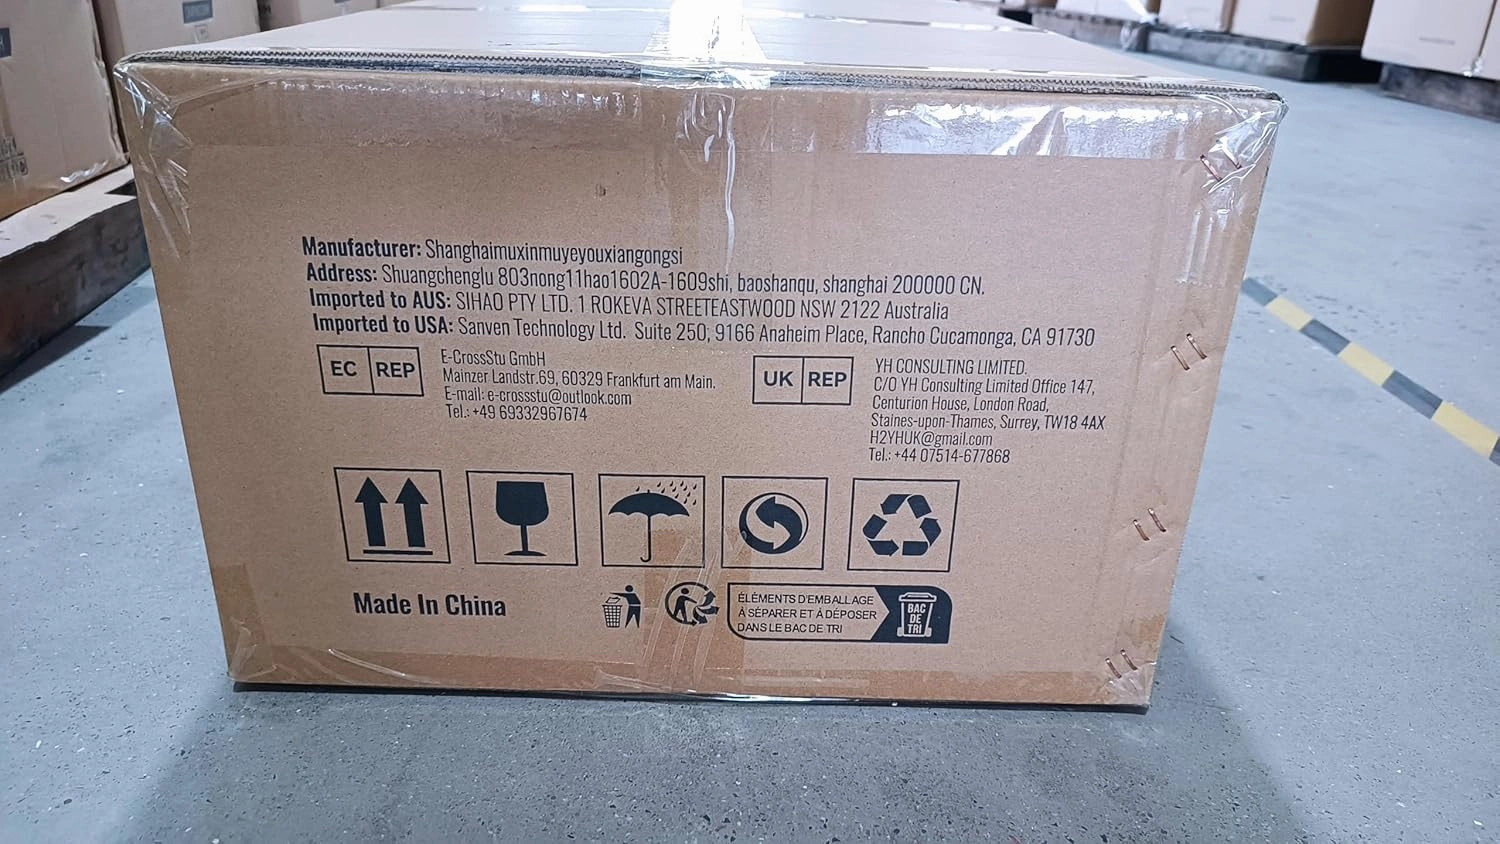 Manufacturer: Shanghaimuxinmuyeyouxiangongsi
Address: Shuangchenglu 803nong11hao1602A-1609shi, baoshanqu, shanghai 200000 CN.
Imported to AUS: SIHAO PTY LTD. 1 ROKEVA STREETEASTWOOD NSW 2122 Australia
Imported to USA: Sanven Technology Ltd. Suite 250, 9166 Anaheim Place, Rancho Cucamonga, CA 91730
EC REP
E-CrossStu GmbH
Mainzer Landstr.69, 60329 Frankfurt am Main.
E-mail: e-crossstu@outlook.com
Tel.: +49 69332967674
UK REP
YH CONSULTING LIMITED.
C/O YH Consulting Limited Office 147,
Centurion House, London Road,
Staines-upon-Thames, Surrey, TW18 4AX
H2YHUK@gmail.com
Tel.: +44 07514-677868
Made In China
ÉLÉMENTS D'EMBALLAGE
À SÉPARER ET À DÉPOSER
DANS LE BAC DE TRI
BAC
DE
TRI